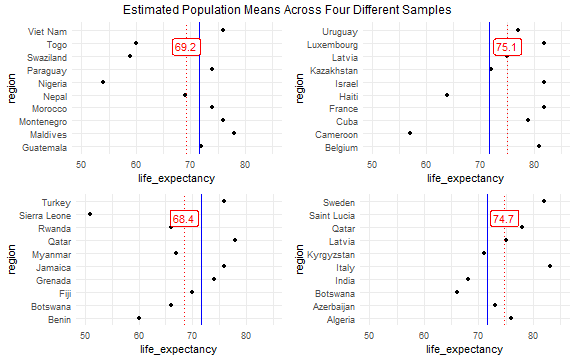 Estimated Population Means Across Four Different Samples
region
Viet Nam
Togo
Swaziland
Paraguay
Nigeria
Nepal
Morocco
Montenegro
Maldives
Guatemala
69.2
50 60 70 80
life_expectancy
region
Uruguay
Luxembourg
Latvia
Kazakhstan
Israel
Haiti
France
Cuba
Cameroon
Belgium
75.1
50 60 70 80
life_expectancy
region
Turkey
Sierra Leone
Rwanda
Qatar
Myanmar
Jamaica
Grenada
Fiji
Botswana
Benin
68.4
50 60 70 80
life_expectancy
region
Sweden
Saint Lucia
Qatar
Latvia
Kyrgyzstan
Italy
India
Botswana
Azerbaijan
Algeria
74.7
50 60 70 80
life_expectancy